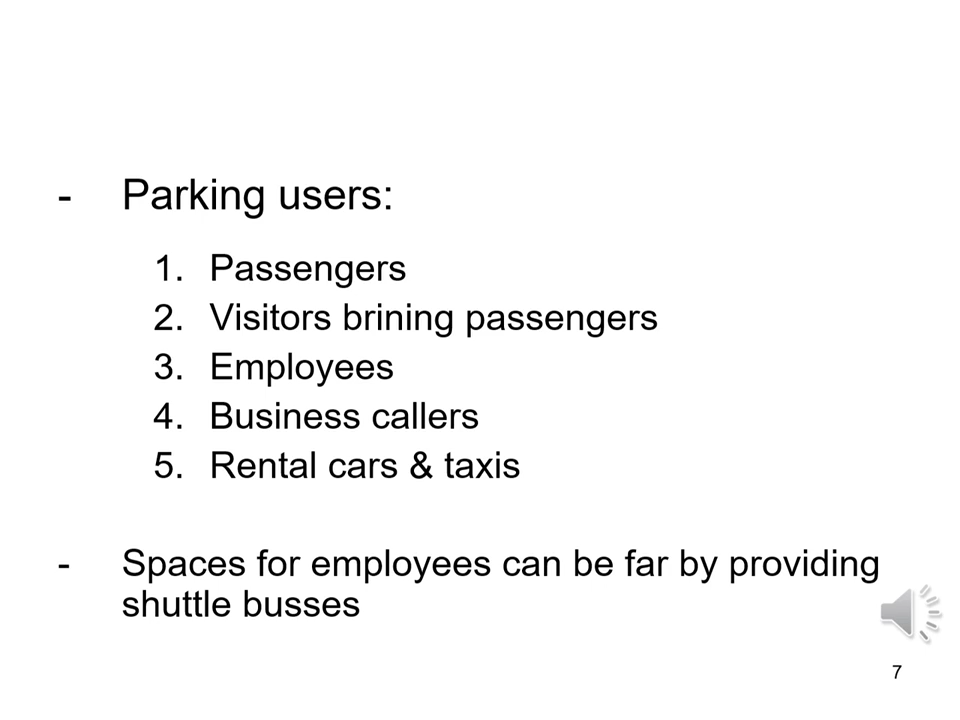 - Parking users:
1. Passengers
2. Visitors brining passengers
3. Employees
4. Business callers
5. Rental cars & taxis
- Spaces for employees can be far by providing
shuttle busses
7